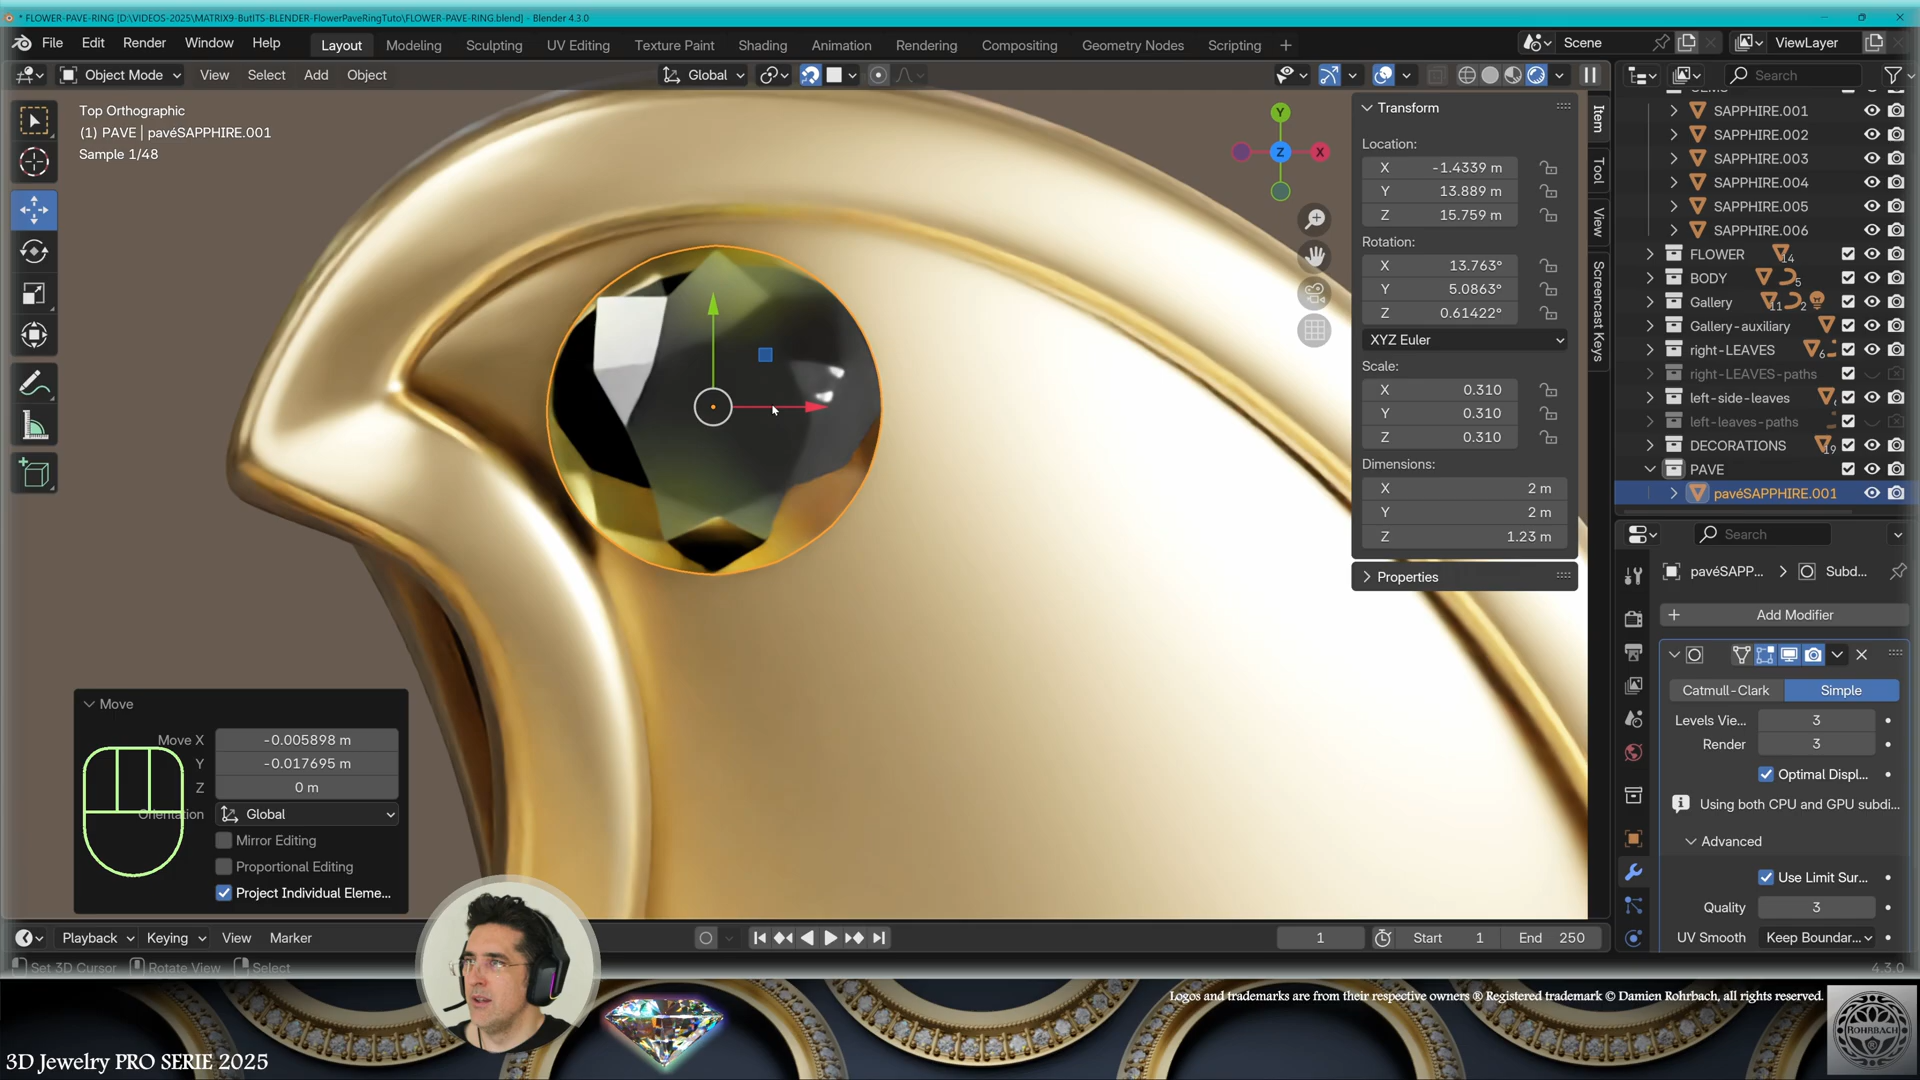 * FLOWER-PAVE-RING [D:\VIDEOS-2025\MATRIX9-ButITS-BLENDER-FlowerPaveRingTuto\FLOWER-PAVE-RING.blend] - Blender 4.3.0
File Edit Render Window Help
Layout Modeling Sculpting UV Editing Texture Paint Shading Animation Rendering Compositing Geometry Nodes Scripting +
Scene
ViewLayer
Object Mode View Select Add Object
Global
Search
Top Orthographic
(1) PAVE | pavéSAPPHIRE.001
Sample 1/48
Y
X
Z
Transform
Location:
X -1.4339 m
Y 13.889 m
Z 15.759 m
Rotation:
X 13.763°
Y 5.0863°
Z 0.61422°
XYZ Euler
Scale:
X 0.310
Y 0.310
Z 0.310
Dimensions:
X 2 m
Y 2 m
Z 1.23 m
Properties
Item
Tool
View
Screencast Keys
SAPPHIRE.001
SAPPHIRE.002
SAPPHIRE.003
SAPPHIRE.004
SAPPHIRE.005
SAPPHIRE.006
FLOWER 14
BODY 5
Gallery 11 2
Gallery-auxiliary
right-LEAVES 6
right-LEAVES-paths
left-side-leaves
left-leaves-paths
DECORATIONS 19
PAVE
pavéSAPPHIRE.001
Search
pavéSAPP... Subd...
+ Add Modifier
Catmull-Clark Simple
Levels Vie... 3
Render 3
Optimal Displ...
Using both CPU and GPU subdi...
Advanced
Use Limit Sur...
Quality 3
UV Smooth Keep Boundar...
Move
Move X -0.005898 m
Y -0.017695 m
Z 0 m
Orientation Global
Mirror Editing
Proportional Editing
Project Individual Eleme...
Playback Keying View Marker
1 Start 1 End 250
Set 3D Cursor Rotate View Select
4.3.0
Logos and trademarks are from their respective owners ® Registered trademark © Damien Rohrbach, all rights reserved.
ROHRBACH
3D Jewelry PRO SERIE 2025